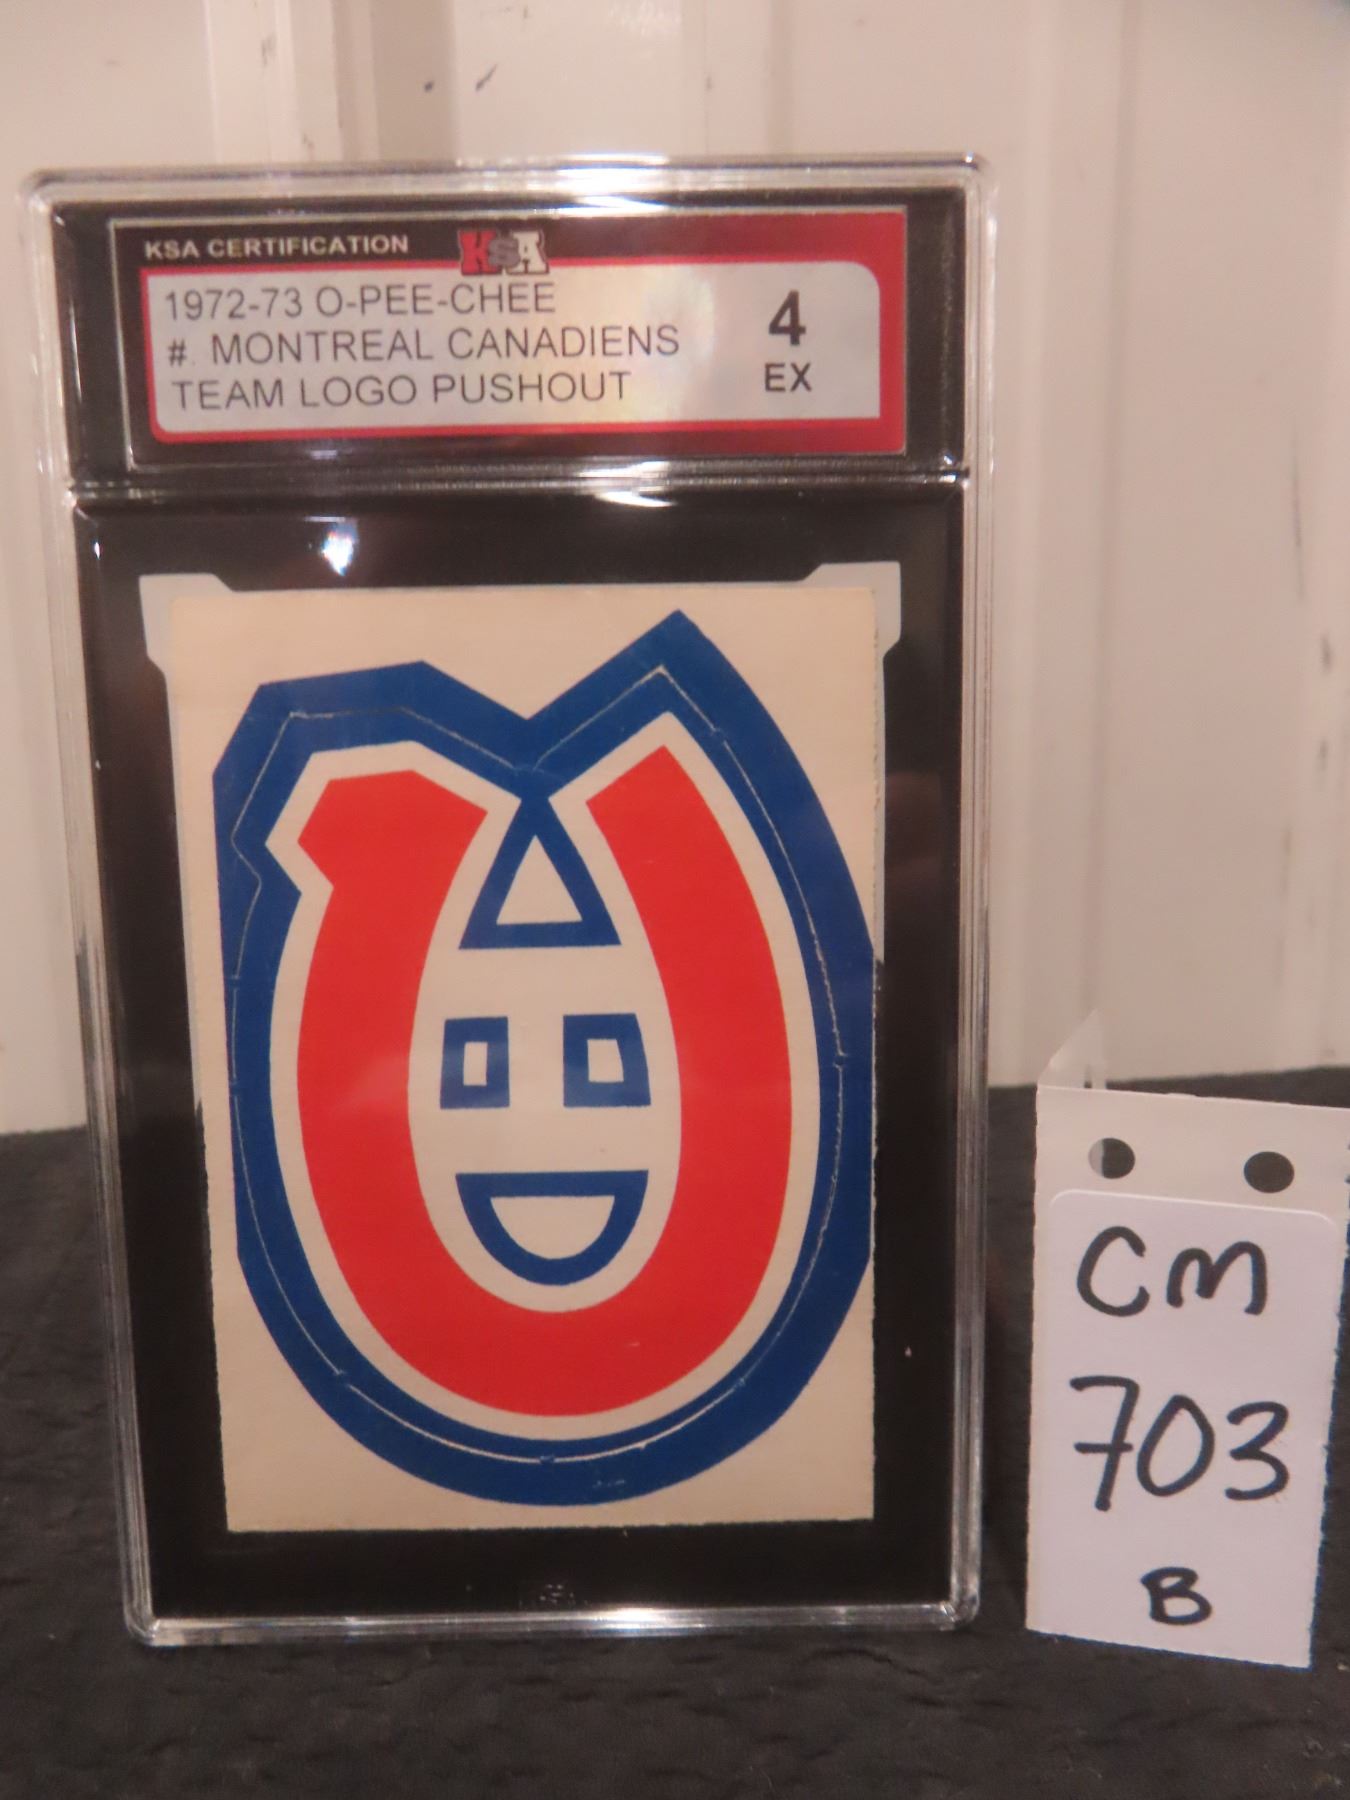 KSA CERTIFICATION KSA
1972-73 O-PEE-CHEE
#. MONTREAL CANADIENS
TEAM LOGO PUSHOUT
4
EX
CM
703
B